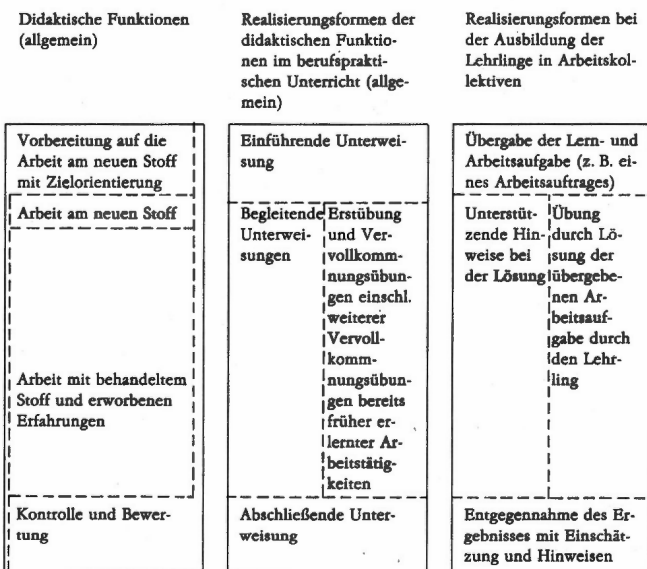 Didaktische Funktionen
(allgemein)
Realisierungsformen der
didaktischen Funktio-
nen im berufsprakti-
schen Unterricht (allge-
mein)
Realisierungsformen bei
der Ausbildung der
Lehrlinge in Arbeitskol-
lektiven
Vorbereitung auf die
Arbeit am neuen Stoff
mit Zielorientierung
Arbeit am neuen Stoff
Arbeit mit behandeltem
Stoff und erworbenen
Erfahrungen
Kontrolle und Bewer-
tung
Einführende Unterwei-
sung
Begleitende
Unterwei-
sungen
Erstübung
und Ver-
vollkomm-
nungsübun-
gen einschl.
weiterer
Vervoll-
komm-
nungsübun-
gen bereits
früher er-
lernter Ar-
beitstätig-
keiten
Abschließende Unter-
weisung
Übergabe der Lern- und
Arbeitsaufgabe (z. B. ei-
nes Arbeitsauftrages)
Unterstüt-
zende Hin-
weise bei
der Lösung
Übung
durch Lö-
sung der
übergebe-
nen Ar-
beitsauf-
gabe durch
den Lehr-
ling
Entgegennahme des Er-
gebnisses mit Einschät-
zung und Hinweisen